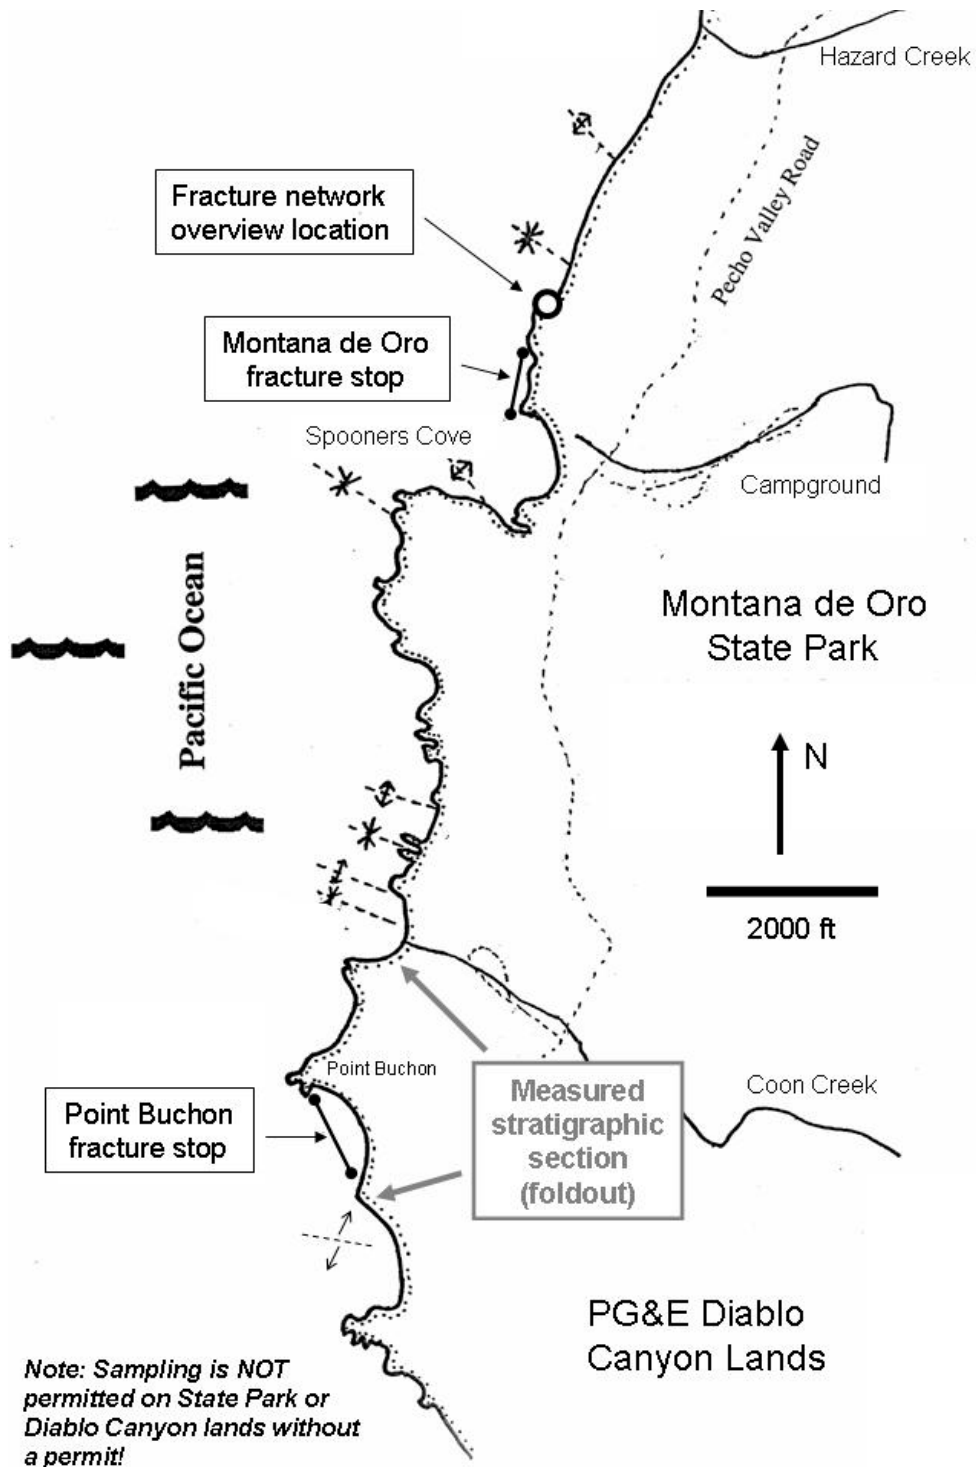 Hazard Creek
Pecho Valley Road
Fracture network
overview location
Montana de Oro
fracture stop
Spooners Cove
Campground
Pacific Ocean
Montana de Oro
State Park
N
2000 ft
Point Buchon
Measured
stratigraphic
section
(foldout)
Coon Creek
Point Buchon
fracture stop
PG&E Diablo
Canyon Lands
Note: Sampling is NOT
permitted on State Park or
Diablo Canyon lands without
a permit!